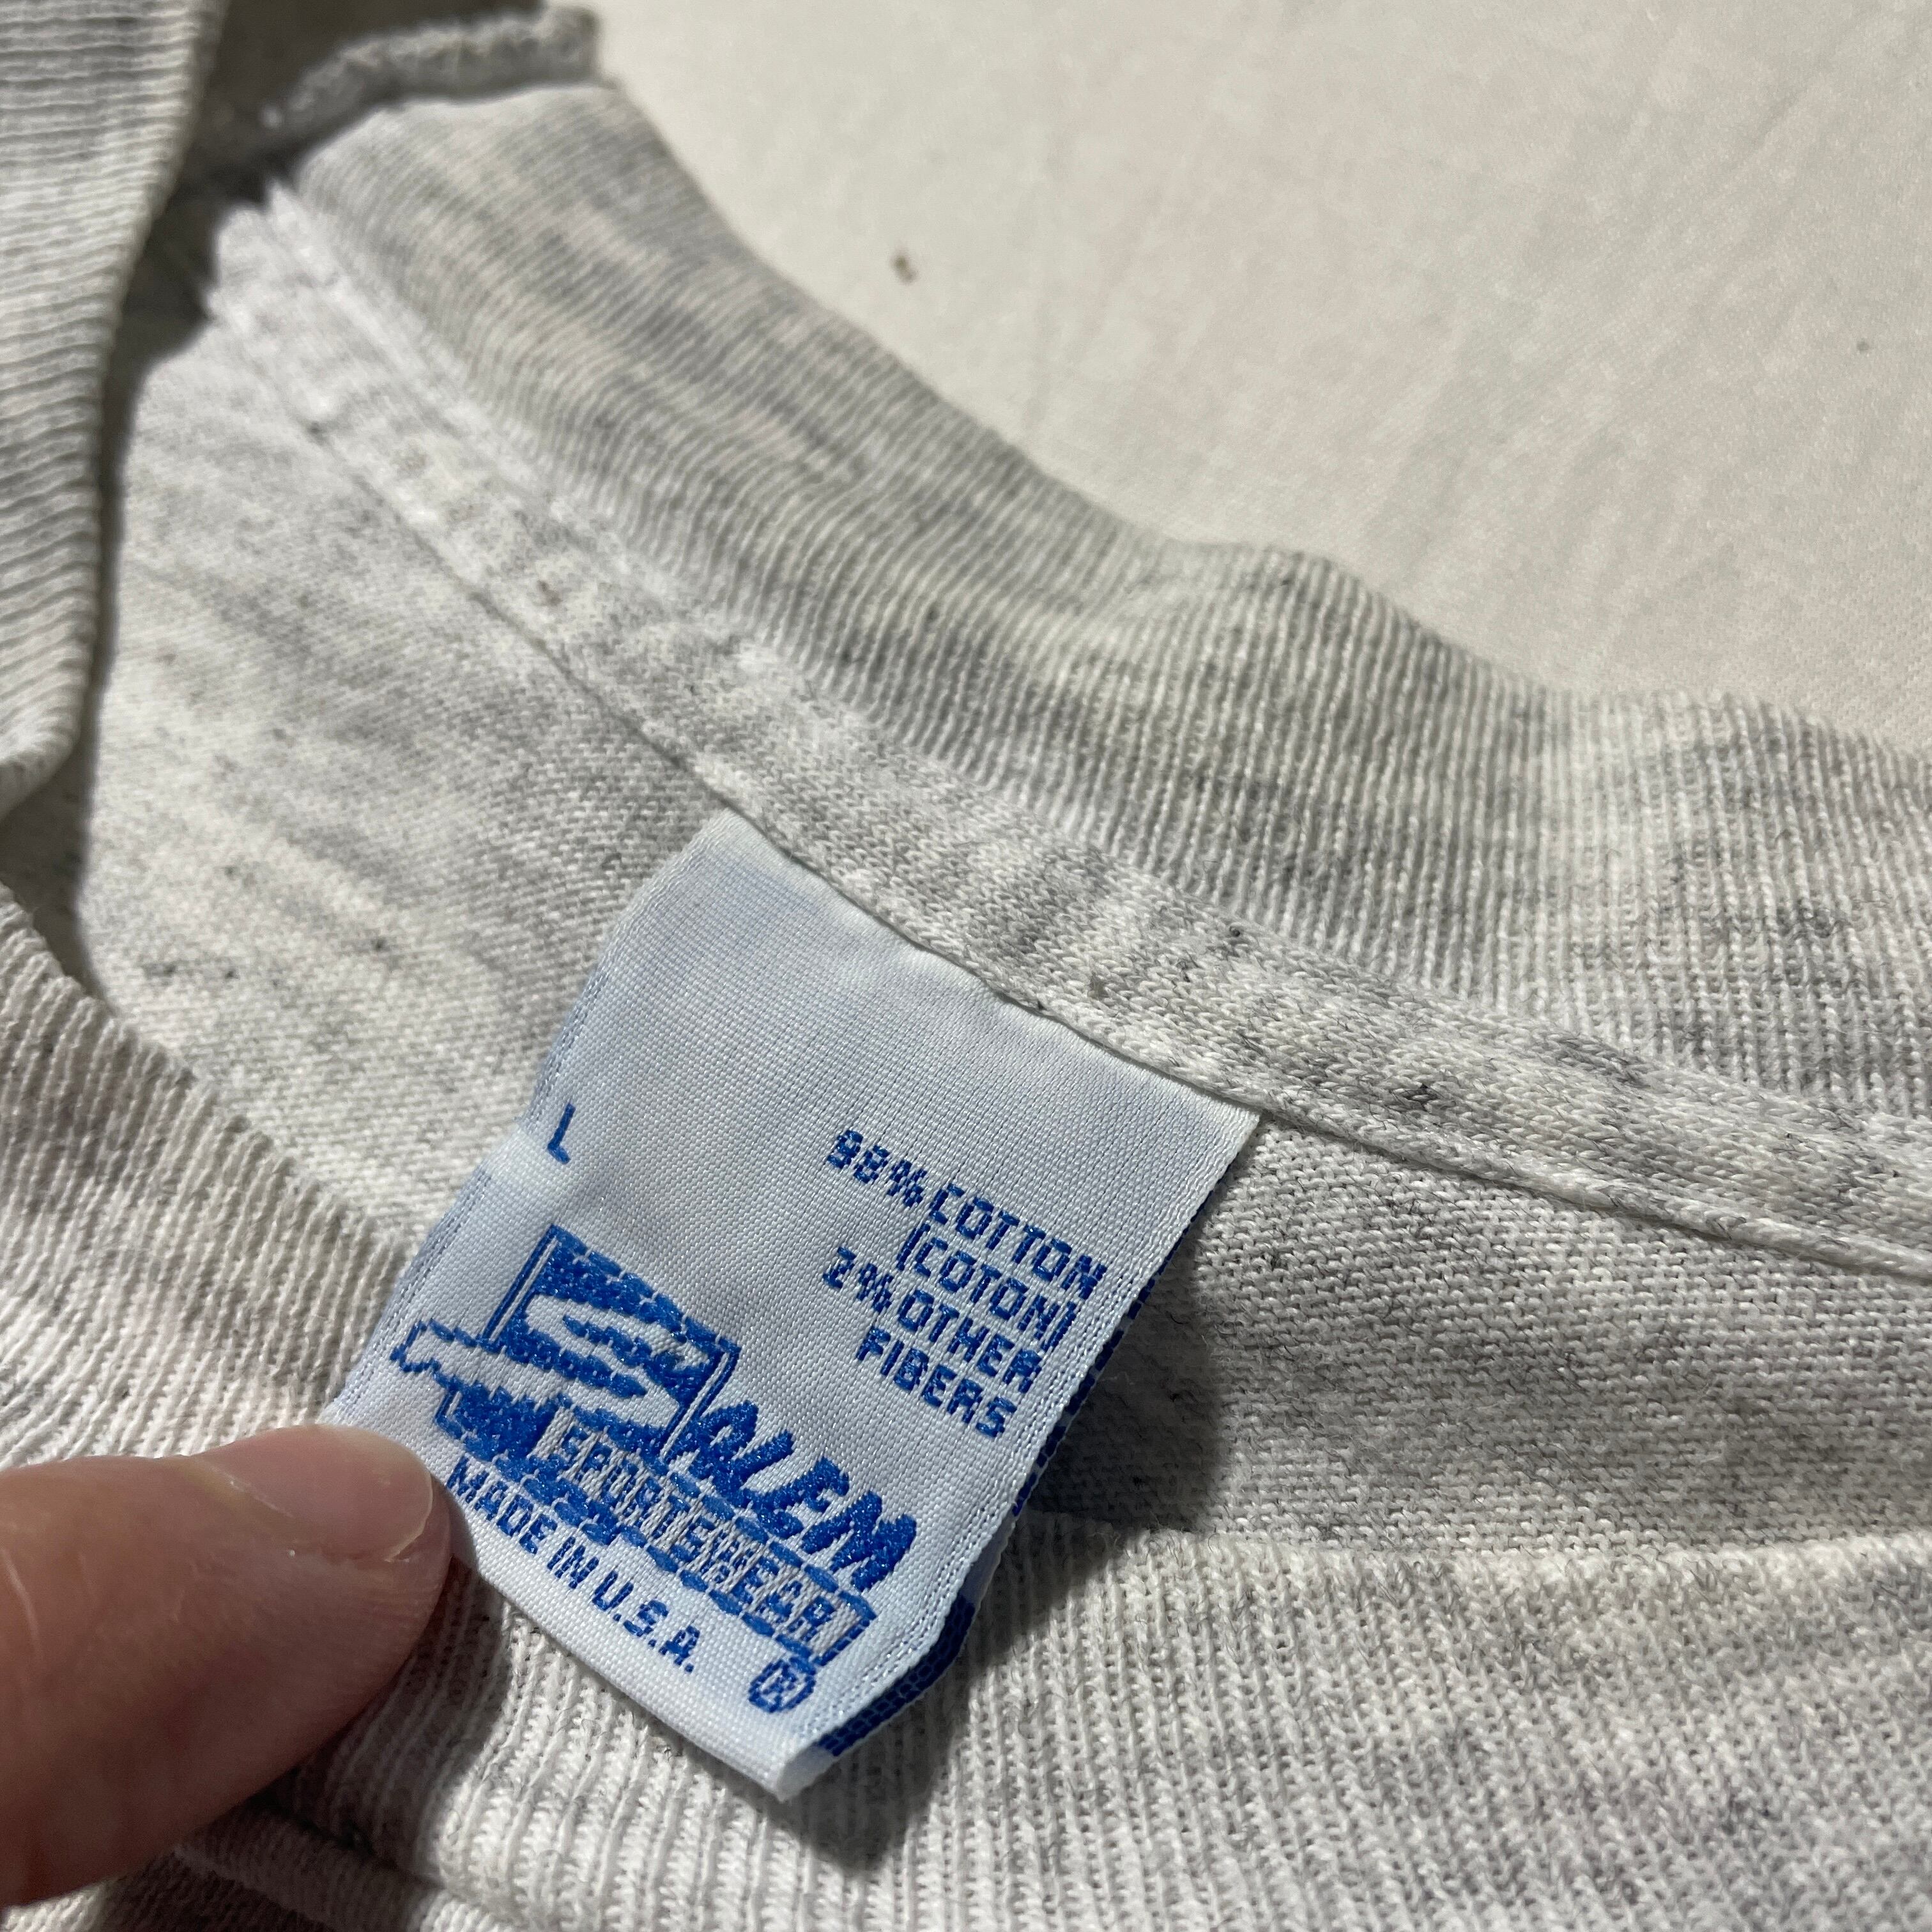 L
98% COTTON
(COTON)
2% OTHER
FIBERS
SALEM
SPORTSWEAR
MADE IN U.S.A.
®